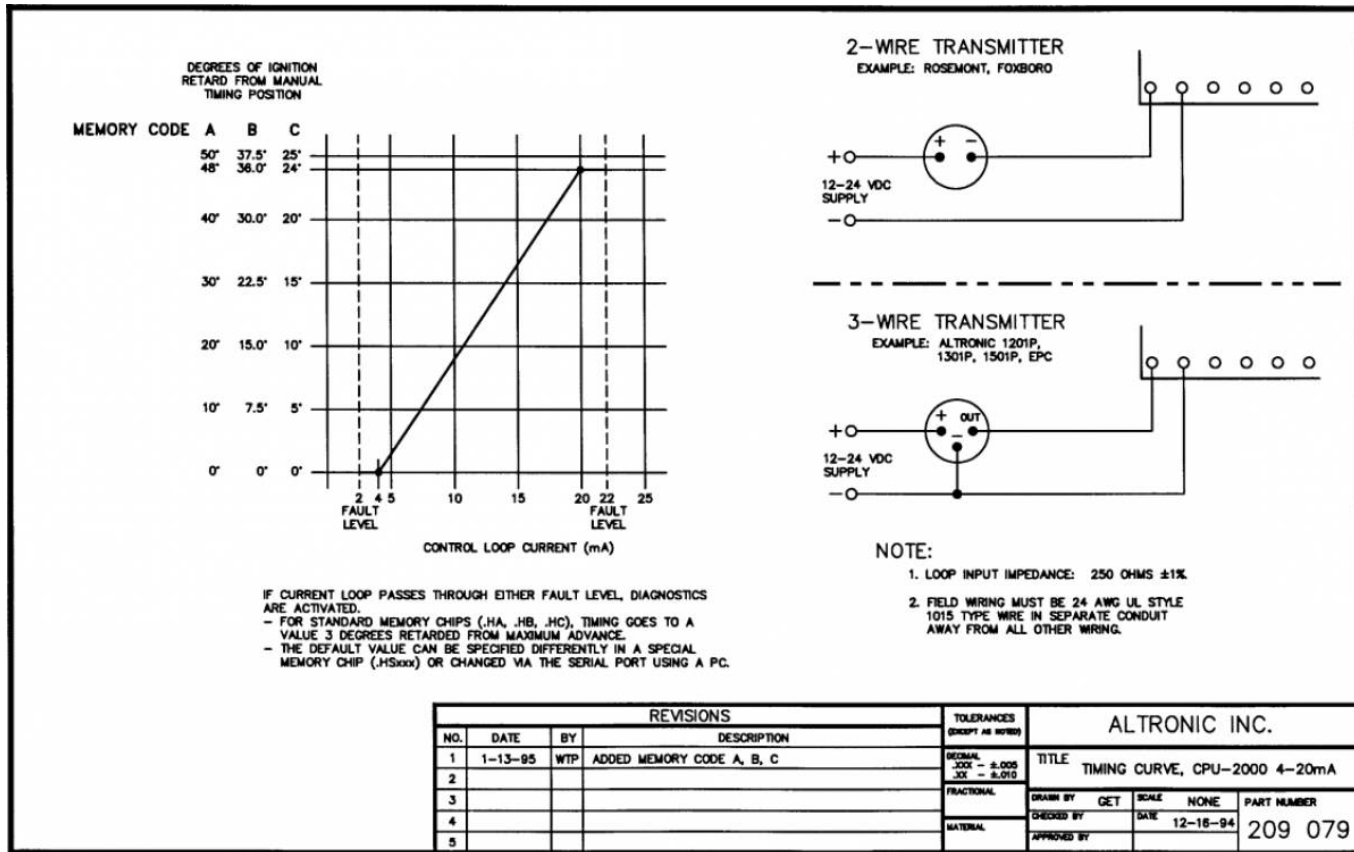 DEGREES OF IGNITION
RETARD FROM MANUAL
TIMING POSITION
MEMORY CODE A B C
50° 37.5° 25°
48° 36.0° 24°
40° 30.0° 20°
30° 22.5° 15°
20° 15.0° 10°
10° 7.5° 5°
0° 0° 0°
2 4 5 10 15 20 22 25
FAULT LEVEL
FAULT LEVEL
CONTROL LOOP CURRENT (mA)
IF CURRENT LOOP PASSES THROUGH EITHER FAULT LEVEL, DIAGNOSTICS
ARE ACTIVATED.
- FOR STANDARD MEMORY CHIPS (.HA, .HB, .HC), TIMING GOES TO A
VALUE 3 DEGREES RETARDED FROM MAXIMUM ADVANCE.
- THE DEFAULT VALUE CAN BE SPECIFIED DIFFERENTLY IN A SPECIAL
MEMORY CHIP (.HSxxx) OR CHANGED VIA THE SERIAL PORT USING A PC.
2-WIRE TRANSMITTER
EXAMPLE: ROSEMONT, FOXBORO
+ -
+
12-24 VDC
SUPPLY
-
3-WIRE TRANSMITTER
EXAMPLE: ALTRONIC 1201P,
1301P, 1501P, EPC
+ OUT
-
+
12-24 VDC
SUPPLY
-
NOTE:
1. LOOP INPUT IMPEDANCE: 250 OHMS ±1%
2. FIELD WIRING MUST BE 24 AWG UL STYLE
1015 TYPE WIRE IN SEPARATE CONDUIT
AWAY FROM ALL OTHER WIRING.
REVISIONS
NO. DATE BY DESCRIPTION
1 1-13-95 WTP ADDED MEMORY CODE A, B, C
2
3
4
5
TOLERANCES
(EXCEPT AS NOTED)
DECIMAL
.XXX - ±.005
.XX - ±.010
FRACTIONAL
MATERIAL
ALTRONIC INC.
TITLE TIMING CURVE, CPU-2000 4-20mA
DRAWN BY GET SCALE NONE PART NUMBER
CHECKED BY DATE 12-16-94 209 079
APPROVED BY